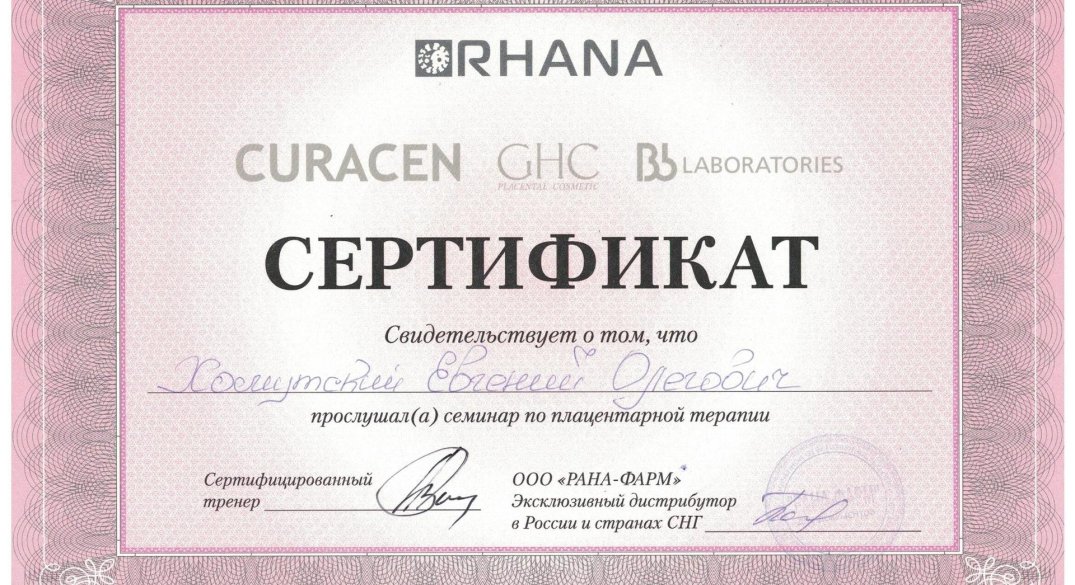 RHANA
CURACEN GHC Bb LABORATORIES
PLACENTAL COSMETIC
СЕРТИФИКАТ
Свидетельствует о том, что
Хомутский Евгений Олегович
прослушал(а) семинар по плацентарной терапии
Сертифицированный
тренер
ООО «РАНА-ФАРМ»
Эксклюзивный дистрибутор
в России и странах СНГ